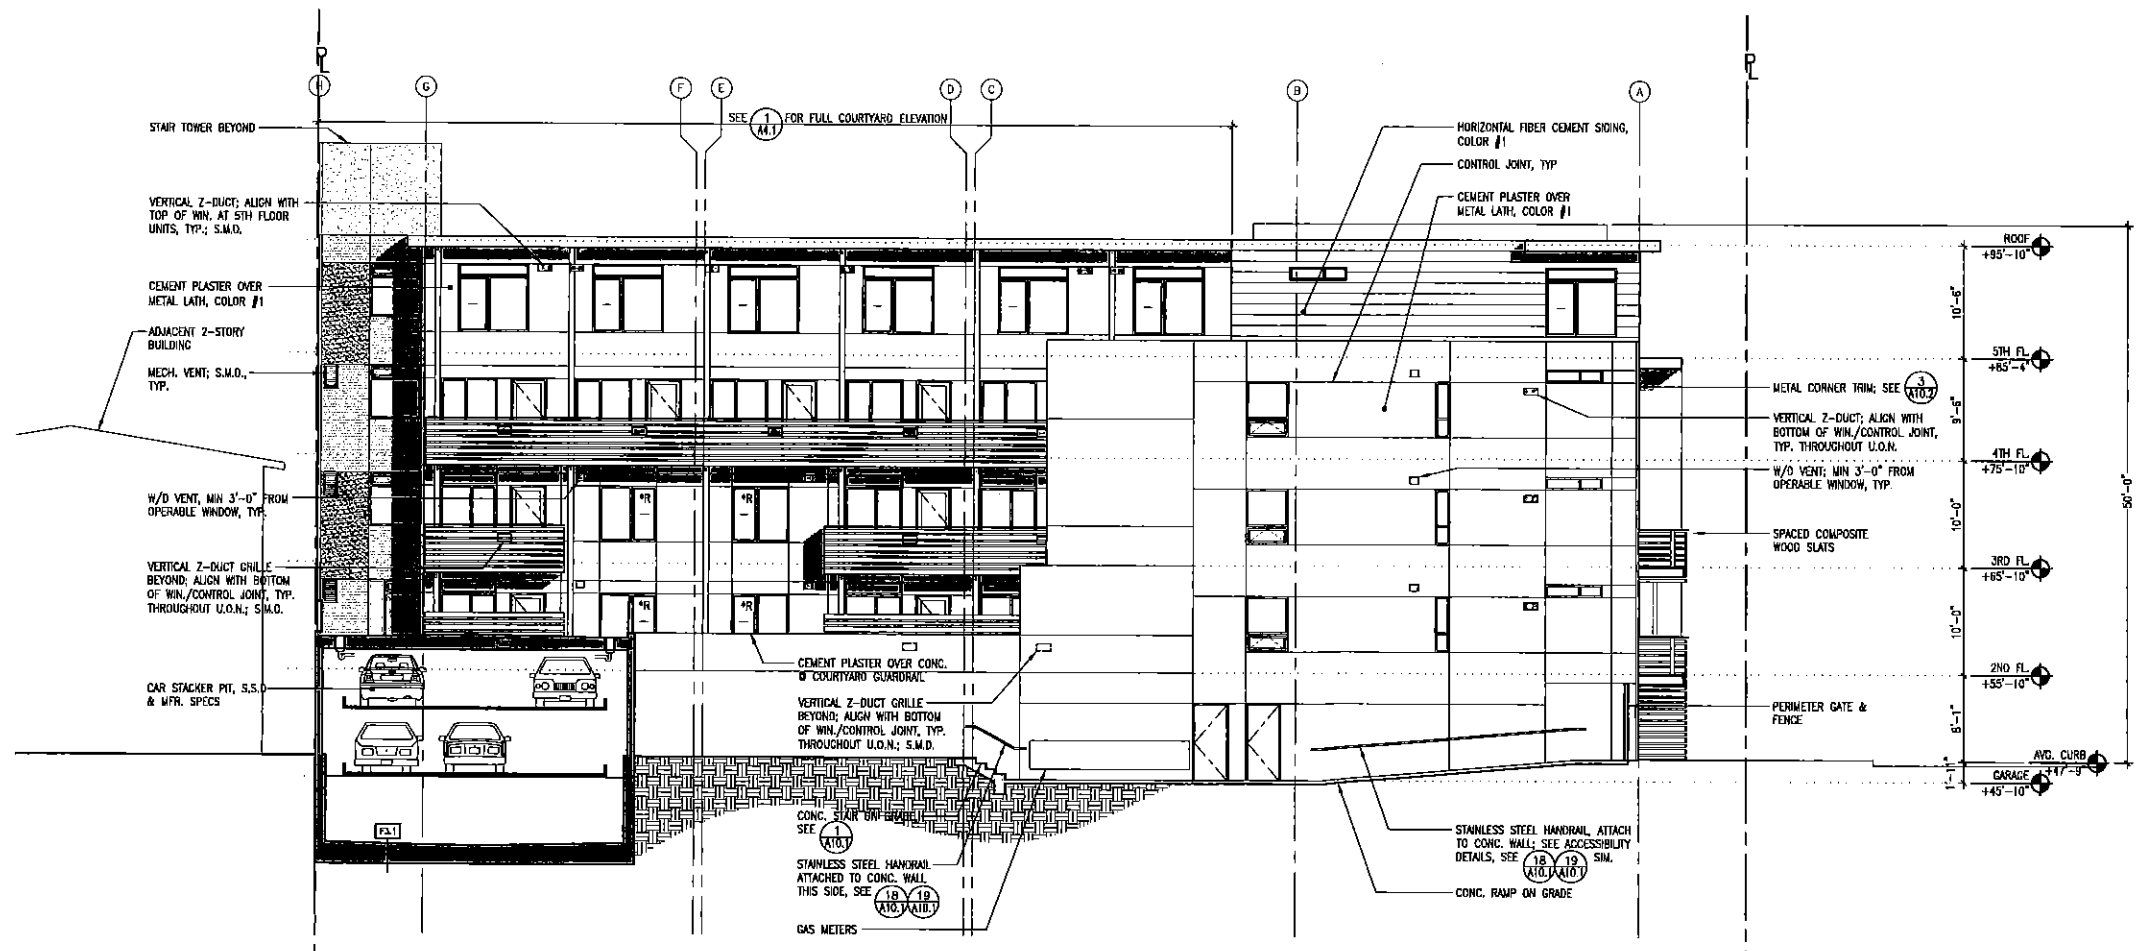 PL
PL
H
G
F
E
D
C
B
A
SEE 1 A4.1 FOR FULL COURTYARD ELEVATION
STAIR TOWER BEYOND
VERTICAL Z-DUCT; ALIGN WITH
TOP OF WIN. AT 5TH FLOOR
UNITS, TYP.; S.M.D.
CEMENT PLASTER OVER
METAL LATH, COLOR #1
ADJACENT 2-STORY
BUILDING
MECH. VENT; S.M.D.,
TYP.
W/D VENT, MIN 3'-0" FROM
OPERABLE WINDOW, TYP.
VERTICAL Z-DUCT GRILLE
BEYOND; ALIGN WITH BOTTOM
OF WIN./CONTROL JOINT, TYP.
THROUGHOUT U.O.N.; S.M.D.
CAR STACKER PIT, S.S.D
& MFR. SPECS
*R
*R
*R
*R
F3.1
CEMENT PLASTER OVER CONC.
@ COURTYARD GUARDRAIL
VERTICAL Z-DUCT GRILLE
BEYOND; ALIGN WITH BOTTOM
OF WIN./CONTROL JOINT, TYP.
THROUGHOUT U.O.N.; S.M.D.
CONC. STAIR ON GRADE,
SEE 1 A10.1
STAINLESS STEEL HANDRAIL
ATTACHED TO CONC. WALL
THIS SIDE, SEE 18 A10.1 19 A10.1
GAS METERS
HORIZONTAL FIBER CEMENT SIDING,
COLOR #1
CONTROL JOINT, TYP
CEMENT PLASTER OVER
METAL LATH, COLOR #1
METAL CORNER TRIM; SEE 3 A10.2
VERTICAL Z-DUCT; ALIGN WITH
BOTTOM OF WIN./CONTROL JOINT,
TYP. THROUGHOUT U.O.N.
W/D VENT; MIN 3'-0" FROM
OPERABLE WINDOW, TYP.
SPACED COMPOSITE
WOOD SLATS
PERIMETER GATE &
FENCE
STAINLESS STEEL HANDRAIL, ATTACH
TO CONC. WALL; SEE ACCESSIBILITY
DETAILS, SEE 18 A10.1 19 A10.1 SIM.
CONC. RAMP ON GRADE
ROOF
+95'-10"
10'-6"
5TH FL.
+85'-4"
9'-6"
4TH FL.
+75'-10"
10'-0"
3RD FL.
+65'-10"
10'-0"
2ND FL.
+55'-10"
8'-1"
AVG. CURB
+47'-9"
1'-11"
GARAGE
+45'-10"
50'-0"